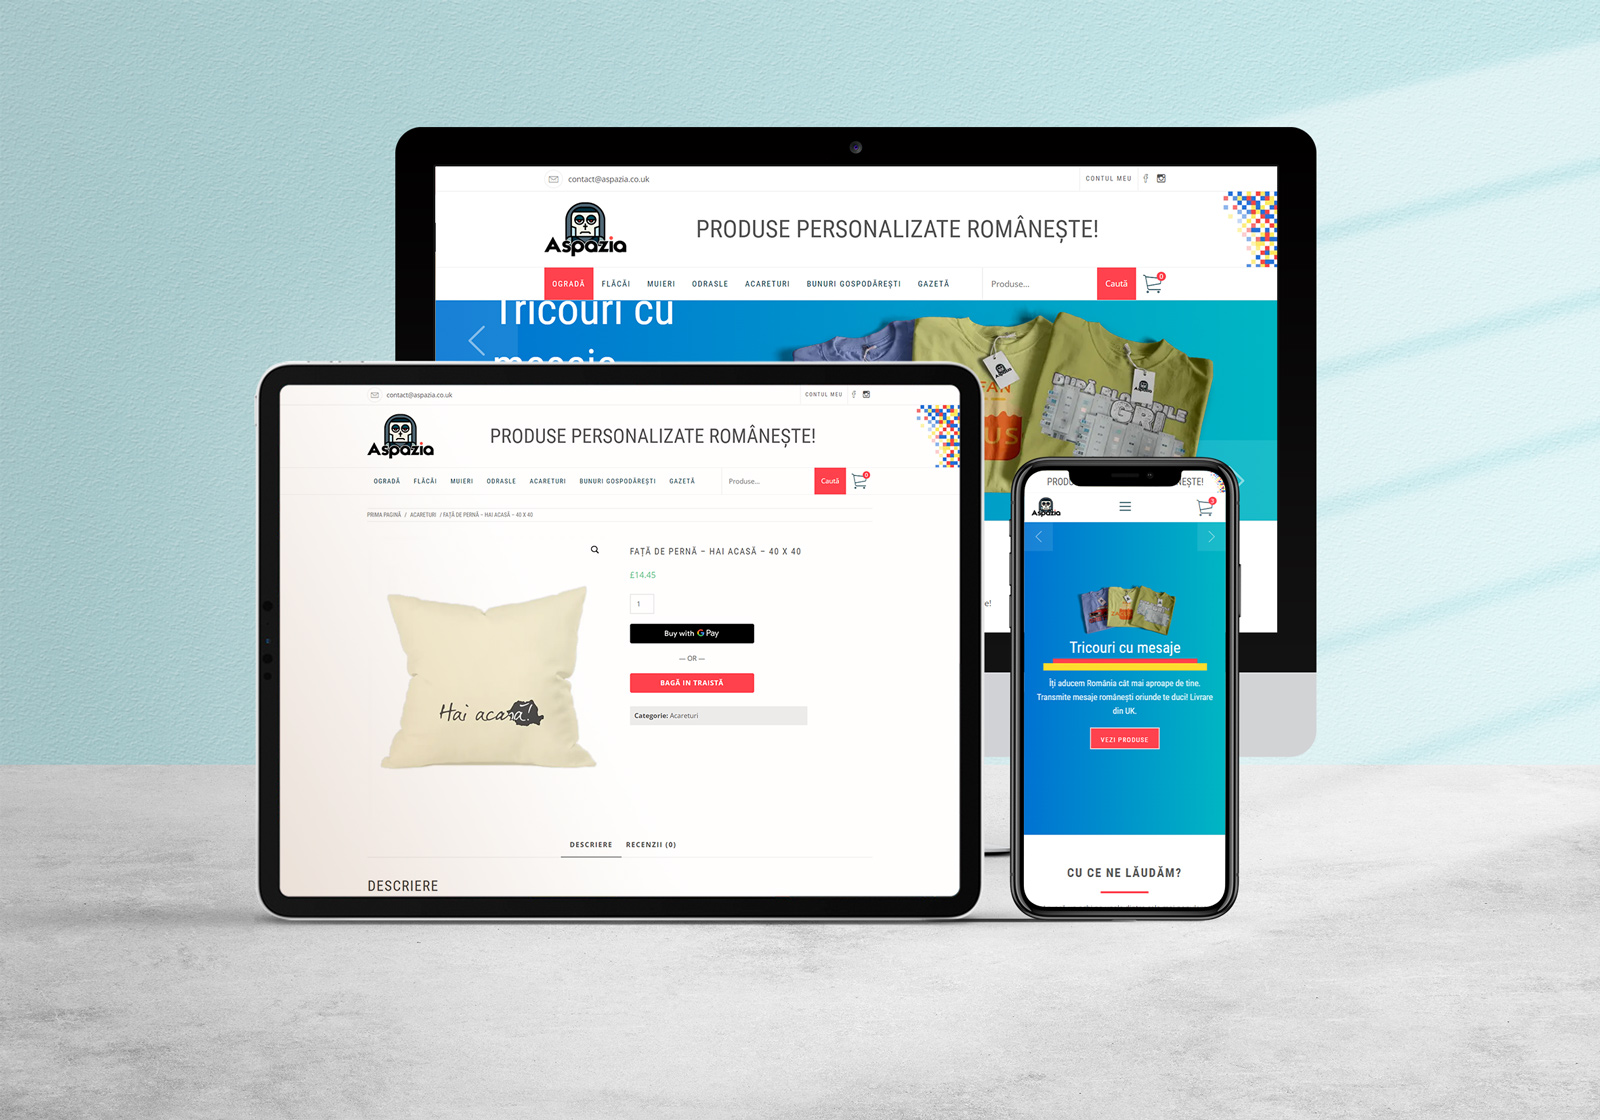 contact@aspazia.co.uk
CONTUL MEU
Aspazia
PRODUSE PERSONALIZATE ROMÂNEȘTE!
OGRADĂ
FLĂCĂI
MUIERI
ODRASLE
ACARETURI
BUNURI GOSPODĂREȘTI
GAZETĂ
Produse...
Caută
0
Tricouri cu
mesaje
DUPĂ BLOCURILE
GRI
e!
contact@aspazia.co.uk
CONTUL MEU
Aspazia
PRODUSE PERSONALIZATE ROMÂNEȘTE!
OGRADĂ
FLĂCĂI
MUIERI
ODRASLE
ACARETURI
BUNURI GOSPODĂREȘTI
GAZETĂ
Produse...
Caută
0
PRIMA PAGINĂ / ACARETURI / FAȚĂ DE PERNĂ – HAI ACASĂ – 40 X 40
FAȚĂ DE PERNĂ – HAI ACASĂ – 40 X 40
£14.45
1
Buy with G Pay
— OR —
BAGĂ IN TRAISTĂ
Categorie: Acareturi
Hai acasă!
DESCRIERE
RECENZII (0)
DESCRIERE
PRODU
NEȘTE!
Aspazia
3
Tricouri cu mesaje
Îți aducem România cât mai aproape de tine.
Transmite mesaje românești oriunde te duci! Livrare
din UK.
VEZI PRODUSE
CU CE NE LĂUDĂM?